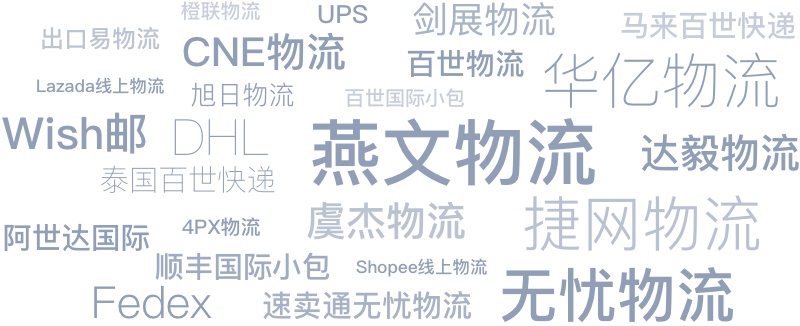 橙联物流
UPS
剑展物流
马来百世快递
出口易物流
CNE物流
百世物流
华亿物流
Lazada线上物流
旭日物流
百世国际小包
Wish邮
DHL
燕文物流
达毅物流
泰国百世快递
虞杰物流
捷网物流
阿世达国际
4PX物流
顺丰国际小包
Shopee线上物流
无忧物流
Fedex
速卖通无忧物流